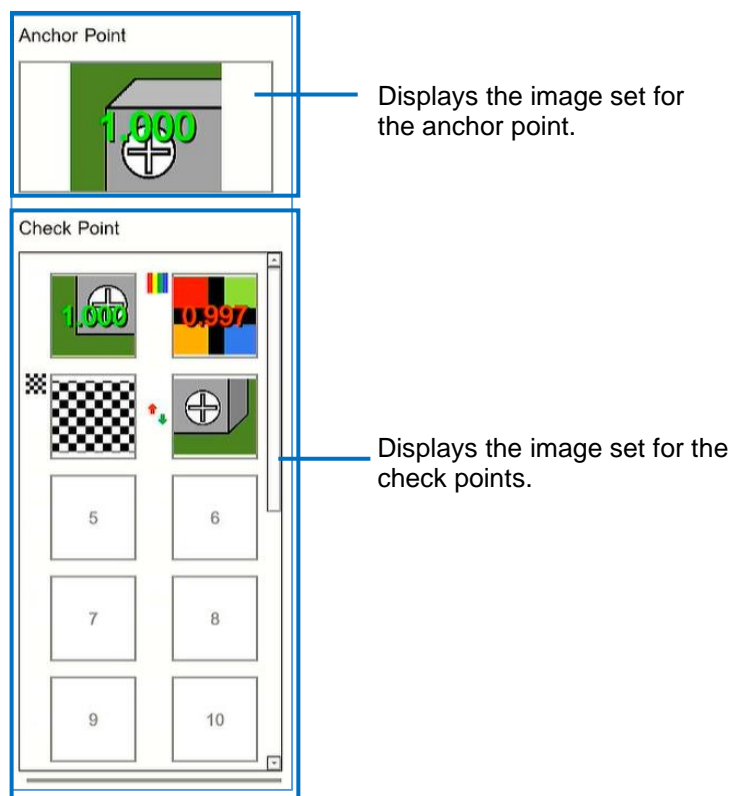 Anchor Point
1.000
Displays the image set for
the anchor point.
Check Point
1.000
0.997
Displays the image set for the
check points.
5
6
7
8
9
10